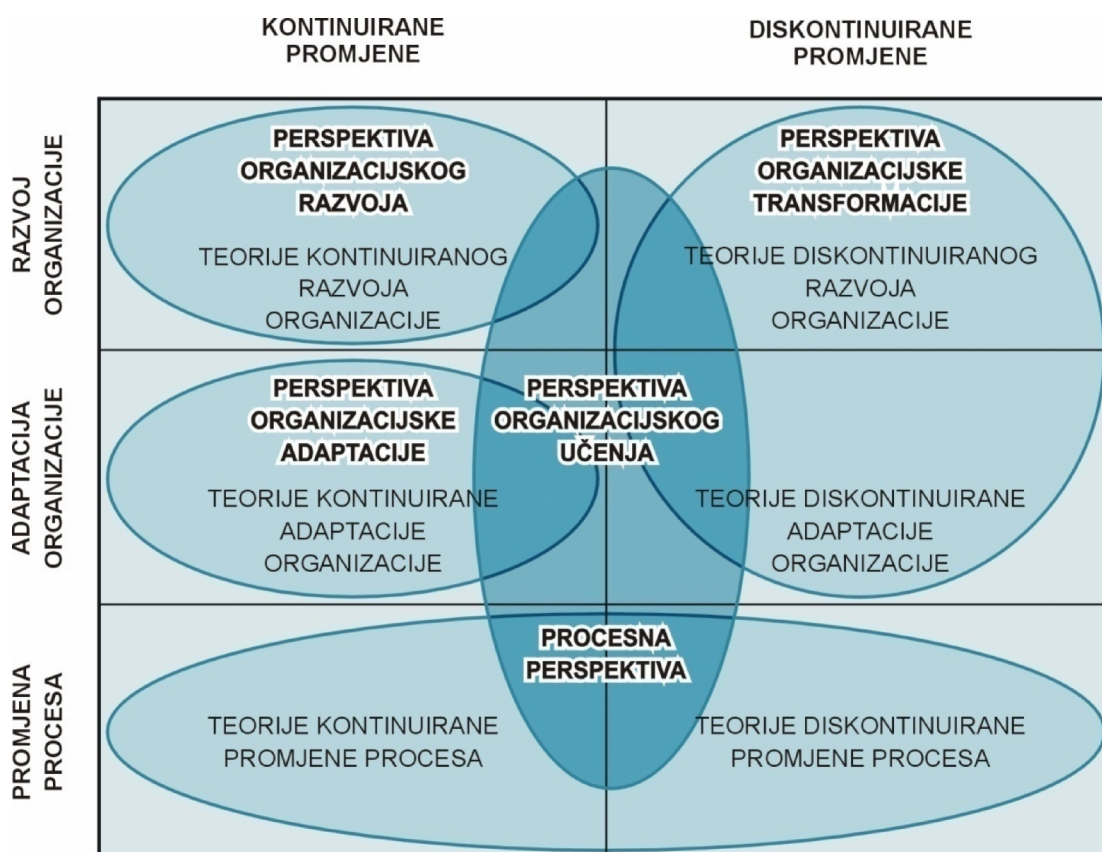 KONTINUIRANE
PROMJENE
DISKONTINUIRANE
PROMJENE
RAZVOJ
ORGANIZACIJE
PERSPEKTIVA
ORGANIZACIJSKOG
RAZVOJA
TEORIJE KONTINUIRANOG
RAZVOJA
ORGANIZACIJE
PERSPEKTIVA
ORGANIZACIJSKE
TRANSFORMACIJE
TEORIJE DISKONTINUIRANOG
RAZVOJA
ORGANIZACIJE
ADAPTACIJA
ORGANIZACIJE
PERSPEKTIVA
ORGANIZACIJSKE
ADAPTACIJE
TEORIJE KONTINUIRANE
ADAPTACIJE
ORGANIZACIJE
PERSPEKTIVA
ORGANIZACIJSKOG
UČENJA
TEORIJE DISKONTINUIRANE
ADAPTACIJE
ORGANIZACIJE
PROMJENA
PROCESA
PROCESNA
PERSPEKTIVA
TEORIJE KONTINUIRANE
PROMJENE PROCESA
TEORIJE DISKONTINUIRANE
PROMJENE PROCESA